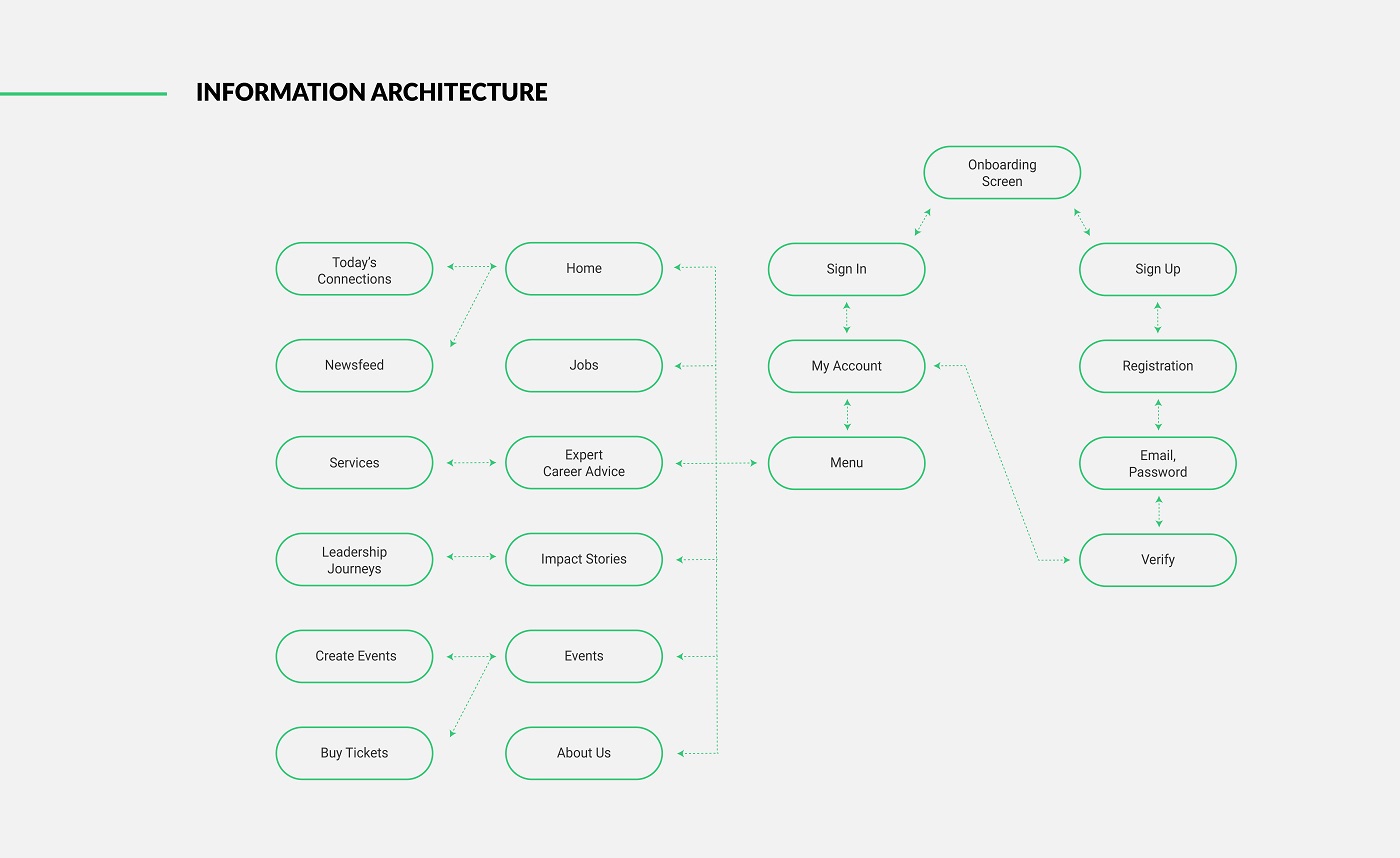 INFORMATION ARCHITECTURE
Onboarding
Screen
Today's
Connections
Home
Sign In
Sign Up
Newsfeed
Jobs
My Account
Registration
Services
Expert
Career Advice
Menu
Email,
Password
Leadership
Journeys
Impact Stories
Verify
Create Events
Events
Buy Tickets
About Us